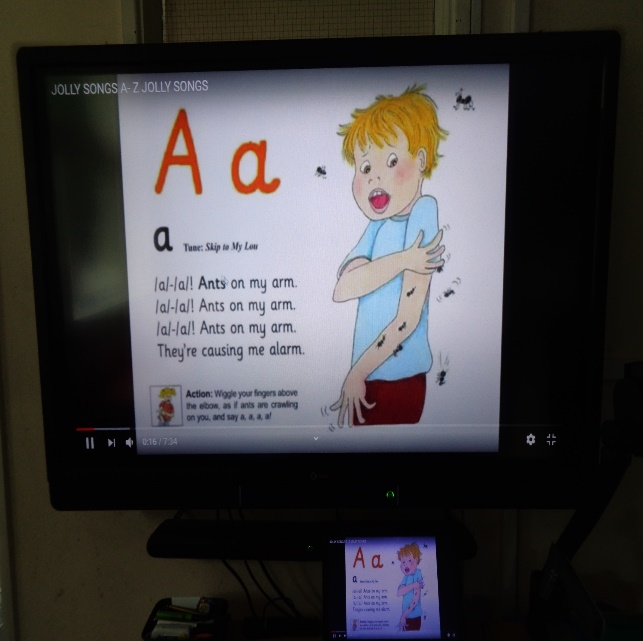 JOLLY SONGS A- Z JOLLY SONGS
A a
a Tune: Skip to My Lou
/a/-/a/! Ants on my arm.
/a/-/a/! Ants on my arm.
/a/-/a/! Ants on my arm.
They're causing me alarm.
Action: Wiggle your fingers above
the elbow, as if ants are crawling
on you, and say a, a, a, a!
0:16 / 7:34
A a
a